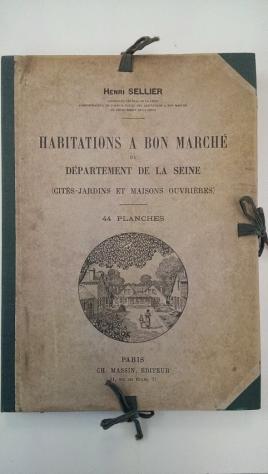 HENRI SELLIER
HABITATIONS A BON MARCHÉ
DU
DÉPARTEMENT DE LA SEINE
(CITÉS-JARDINS ET MAISONS OUVRIÈRES)
44 PLANCHES
PARIS
CH. MASSIN, ÉDITEUR